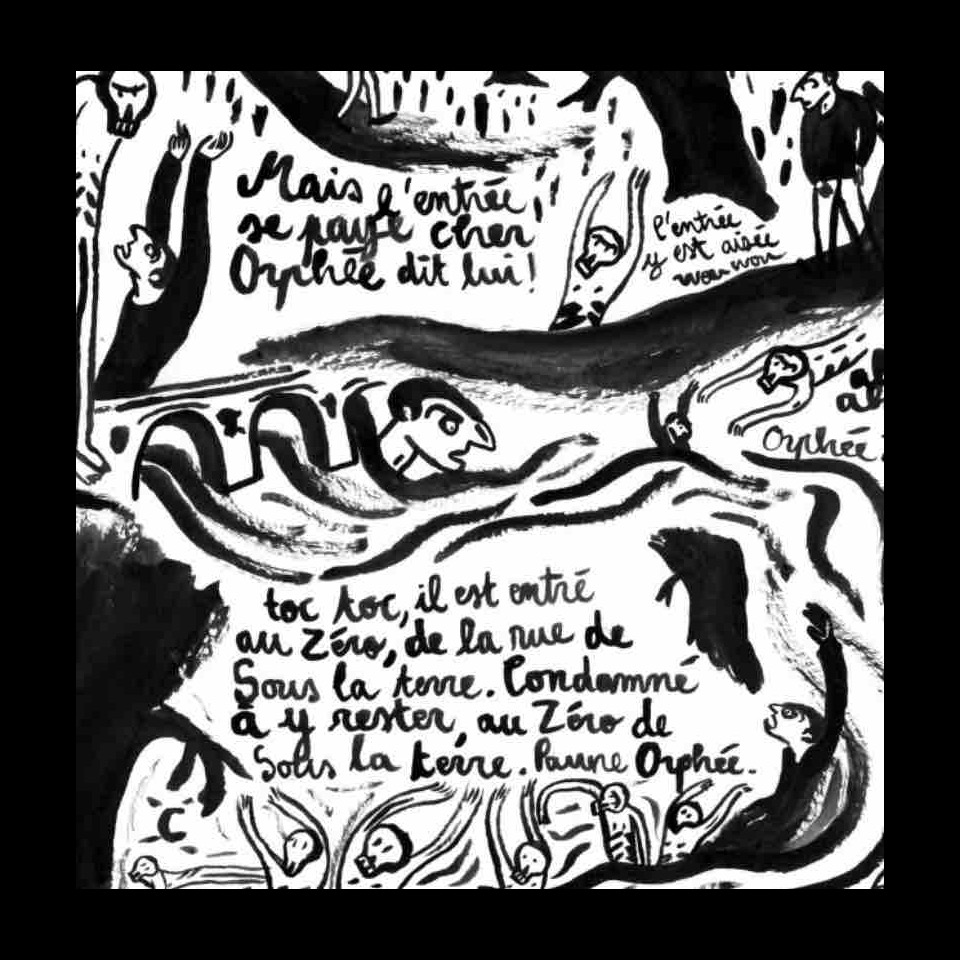 Mais l'entrée,
se paye cher
Orphée dit lui!
l'entrée
y est aisée
wou wou
Orphée
toc toc, il est entré
au Zéro, de la rue de
Sous la terre. Condamné
à y rester, au Zéro de
Sous la terre. Pauvre Orphée.